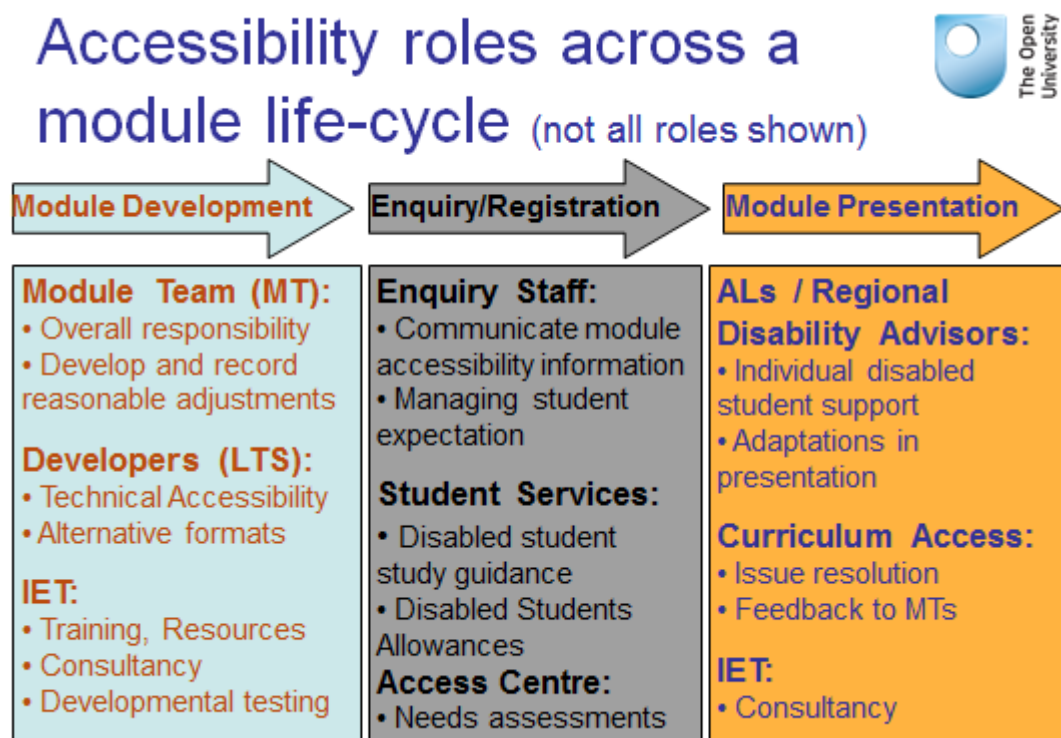 Accessibility roles across a
module life-cycle (not all roles shown)
The Open
University
Module Development
Enquiry/Registration
Module Presentation
Module Team (MT):
• Overall responsibility
• Develop and record
reasonable adjustments
Developers (LTS):
• Technical Accessibility
• Alternative formats
IET:
• Training, Resources
• Consultancy
• Developmental testing
Enquiry Staff:
• Communicate module
accessibility information
• Managing student
expectation
Student Services:
• Disabled student
study guidance
• Disabled Students
Allowances
Access Centre:
• Needs assessments
ALs / Regional
Disability Advisors:
• Individual disabled
student support
• Adaptations in
presentation
Curriculum Access:
• Issue resolution
• Feedback to MTs
IET:
• Consultancy